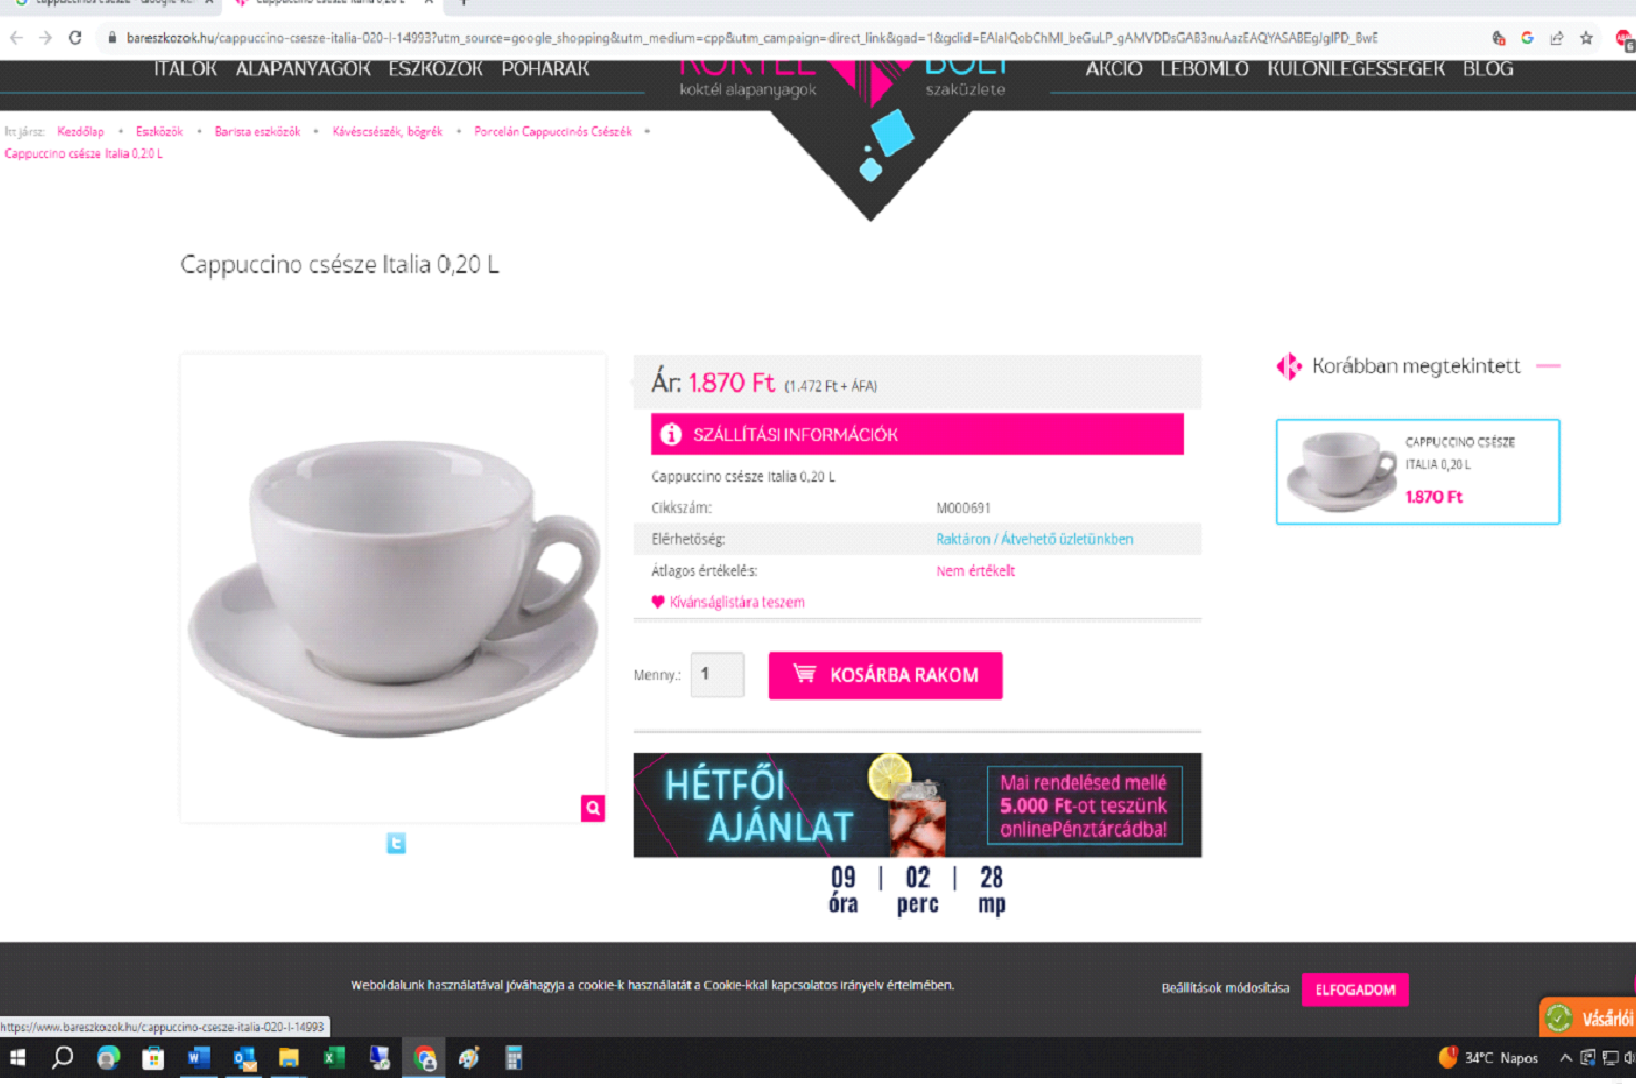 bareszkozok.hu/cappuccino-csesze-italia-020-l-14993?utm_source=google_shopping&utm_medium=cpp&utm_campaign=direct_link&gad=1&gclid=
ITALOK ALAPANYAGOK ESZKÖZÖK POHARAK
KOKTÉL
BOLT
AKCIÓ LEBOMLÓ KÜLÖNLEGESSÉGEK BLOG
koktél alapanyagok
szaküzlete
Itt jársz: Kezdőlap • Eszközök • Barista eszközök • Kávéscsészék, bögrék • Porcelán Cappuccinós Csészék •
Cappuccino csésze Italia 0,20 L
Cappuccino csésze Italia 0,20 L
Ár: 1.870 Ft (1.472 Ft + ÁFA)
SZÁLLÍTÁSI INFORMÁCIÓK
Cappuccino csésze Italia 0,20 L
Cikkszám: M000691
Elérhetőség: Raktáron / Átvehető üzletünkben
Átlagos értékelés: Nem értékelt
Kívánságlistára teszem
Menny.: 1 KOSÁRBA RAKOM
Korábban megtekintett
CAPPUCCINO CSÉSZE
ITALIA 0,20 L
1.870 Ft
HÉTFŐI
AJÁNLAT
Mai rendelésed mellé
5.000 Ft-ot teszünk
onlinePénztárcádba!
09 | 02 | 28
óra perc mp
Weboldalunk használatával jóváhagyja a cookie-k használatát a Cookie-kkal kapcsolatos irányelv értelmében.
Beállítások módosítása ELFOGADOM
Vásárlói
https://www.bareszkozok.hu/cappuccino-csesze-italia-020-l-14993
34°C Napos